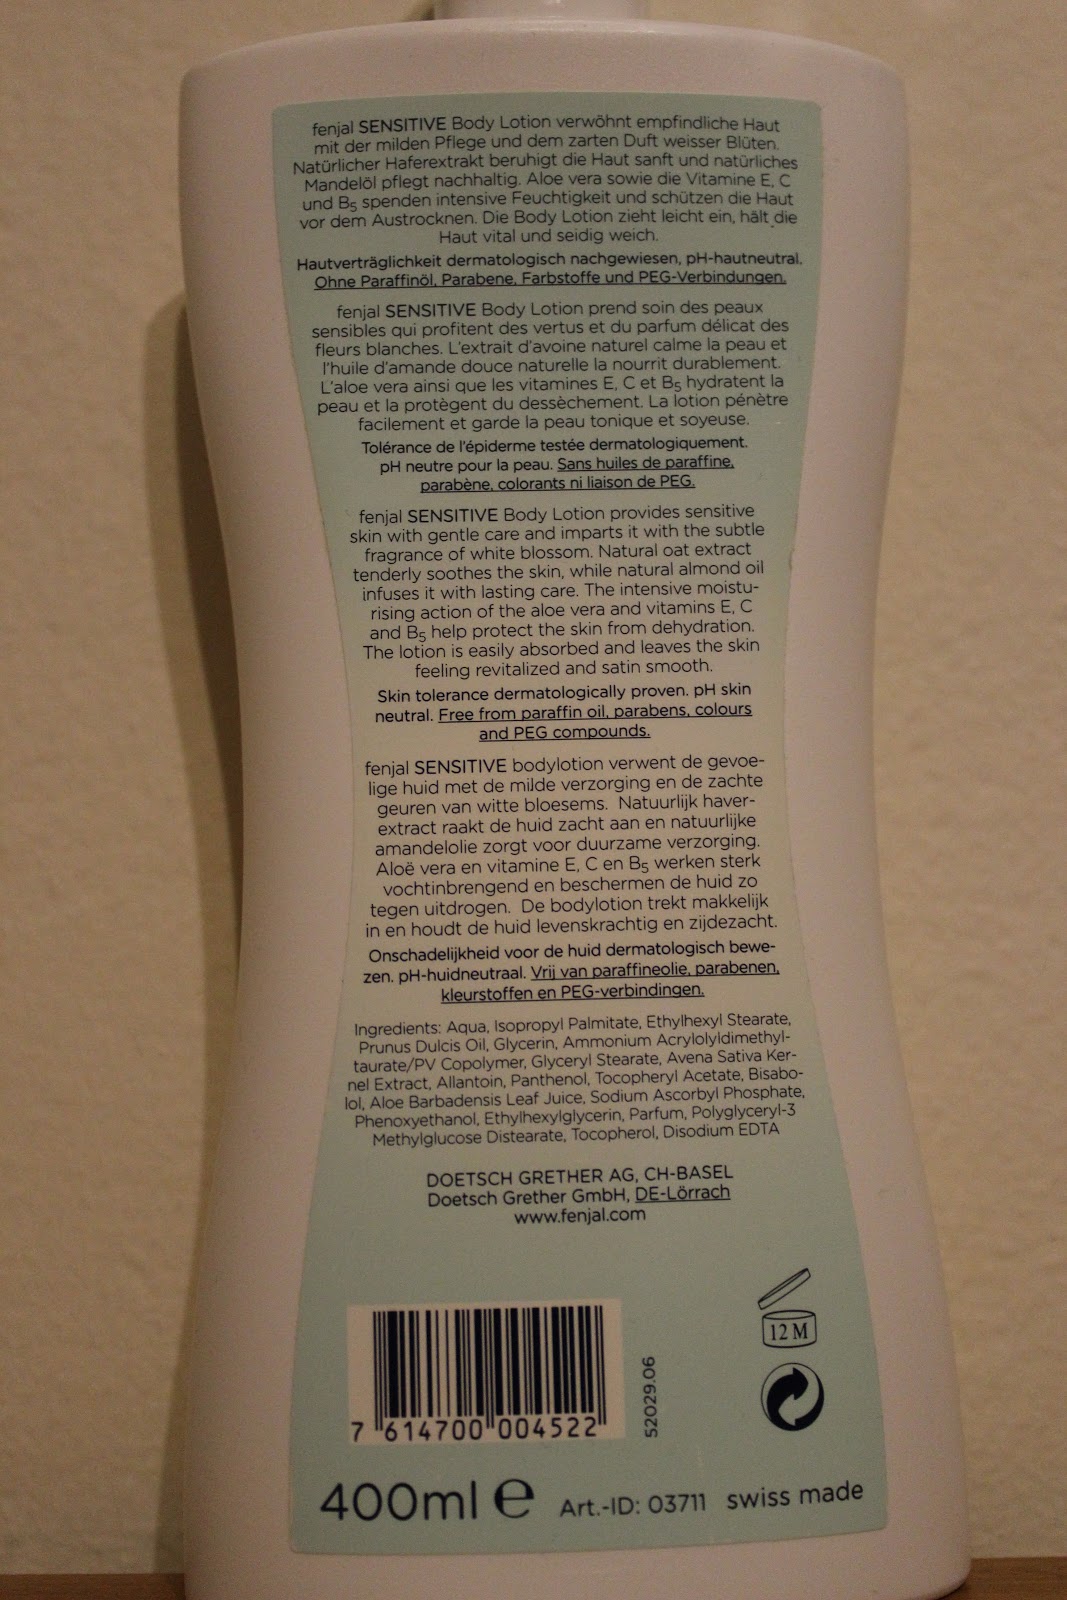 fenjal SENSITIVE Body Lotion verwöhnt empfindliche Haut
mit der milden Pflege und dem zarten Duft weisser Blüten.
Natürlicher Haferextrakt beruhigt die Haut sanft und natürliches
Mandelöl pflegt nachhaltig. Aloe vera sowie die Vitamine E, C
und B5 spenden intensive Feuchtigkeit und schützen die Haut
vor dem Austrocknen. Die Body Lotion zieht leicht ein, hält die
Haut vital und seidig weich.
Hautverträglichkeit dermatologisch nachgewiesen, pH-hautneutral.
Ohne Paraffinöl, Parabene, Farbstoffe und PEG-Verbindungen.
fenjal SENSITIVE Body Lotion prend soin des peaux
sensibles qui profitent des vertus et du parfum délicat des
fleurs blanches. L'extrait d'avoine naturel calme la peau et
l'huile d'amande douce naturelle la nourrit durablement.
L'aloe vera ainsi que les vitamines E, C et B5 hydratent la
peau et la protègent du dessèchement. La lotion pénètre
facilement et garde la peau tonique et soyeuse.
Tolérance de l'épiderme testée dermatologiquement.
pH neutre pour la peau. Sans huiles de paraffine,
parabène, colorants ni liaison de PEG.
fenjal SENSITIVE Body Lotion provides sensitive
skin with gentle care and imparts it with the subtle
fragrance of white blossom. Natural oat extract
tenderly soothes the skin, while natural almond oil
infuses it with lasting care. The intensive moistu-
rising action of the aloe vera and vitamins E, C
and B5 help protect the skin from dehydration.
The lotion is easily absorbed and leaves the skin
feeling revitalized and satin smooth.
Skin tolerance dermatologically proven. pH skin
neutral. Free from paraffin oil, parabens, colours
and PEG compounds.
fenjal SENSITIVE bodylotion verwent de gevoe-
lige huid met de milde verzorging en de zachte
geuren van witte bloesems. Natuurlijk haver-
extract raakt de huid zacht aan en natuurlijke
amandelolie zorgt voor duurzame verzorging.
Aloë vera en vitamine E, C en B5 werken sterk
vochtinbrengend en beschermen de huid zo
tegen uitdrogen. De bodylotion trekt makkelijk
in en houdt de huid levenskrachtig en zijdezacht.
Onschadelijkheid voor de huid dermatologisch bewe-
zen. pH-huidneutraal. Vrij van paraffineolie, parabenen,
kleurstoffen en PEG-verbindingen.
Ingredients: Aqua, Isopropyl Palmitate, Ethylhexyl Stearate,
Prunus Dulcis Oil, Glycerin, Ammonium Acrylolyldimethyl-
taurate/PV Copolymer, Glyceryl Stearate, Avena Sativa Ker-
nel Extract, Allantoin, Panthenol, Tocopheryl Acetate, Bisabo-
lol, Aloe Barbadensis Leaf Juice, Sodium Ascorbyl Phosphate,
Phenoxyethanol, Ethylhexylglycerin, Parfum, Polyglyceryl-3
Methylglucose Distearate, Tocopherol, Disodium EDTA
DOETSCH GRETHER AG, CH-BASEL
Doetsch Grether GmbH, DE-Lörrach
www.fenjal.com
12 M
52029.06
7 614700 004522
400ml e Art.-ID: 03711 swiss made